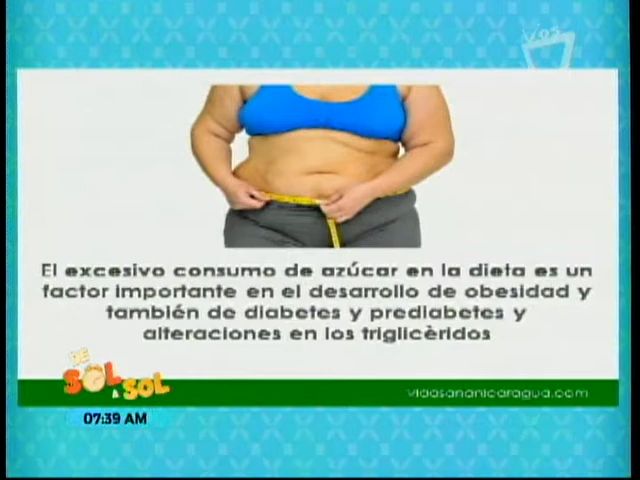 Vos
El excesivo consumo de azúcar en la dieta es un
factor importante en el desarrollo de obesidad y
también de diabetes y prediabetes y
alteraciones en los triglicèridos
DE
SOL
A SOL
vidasananicaragua.com
07:39 AM